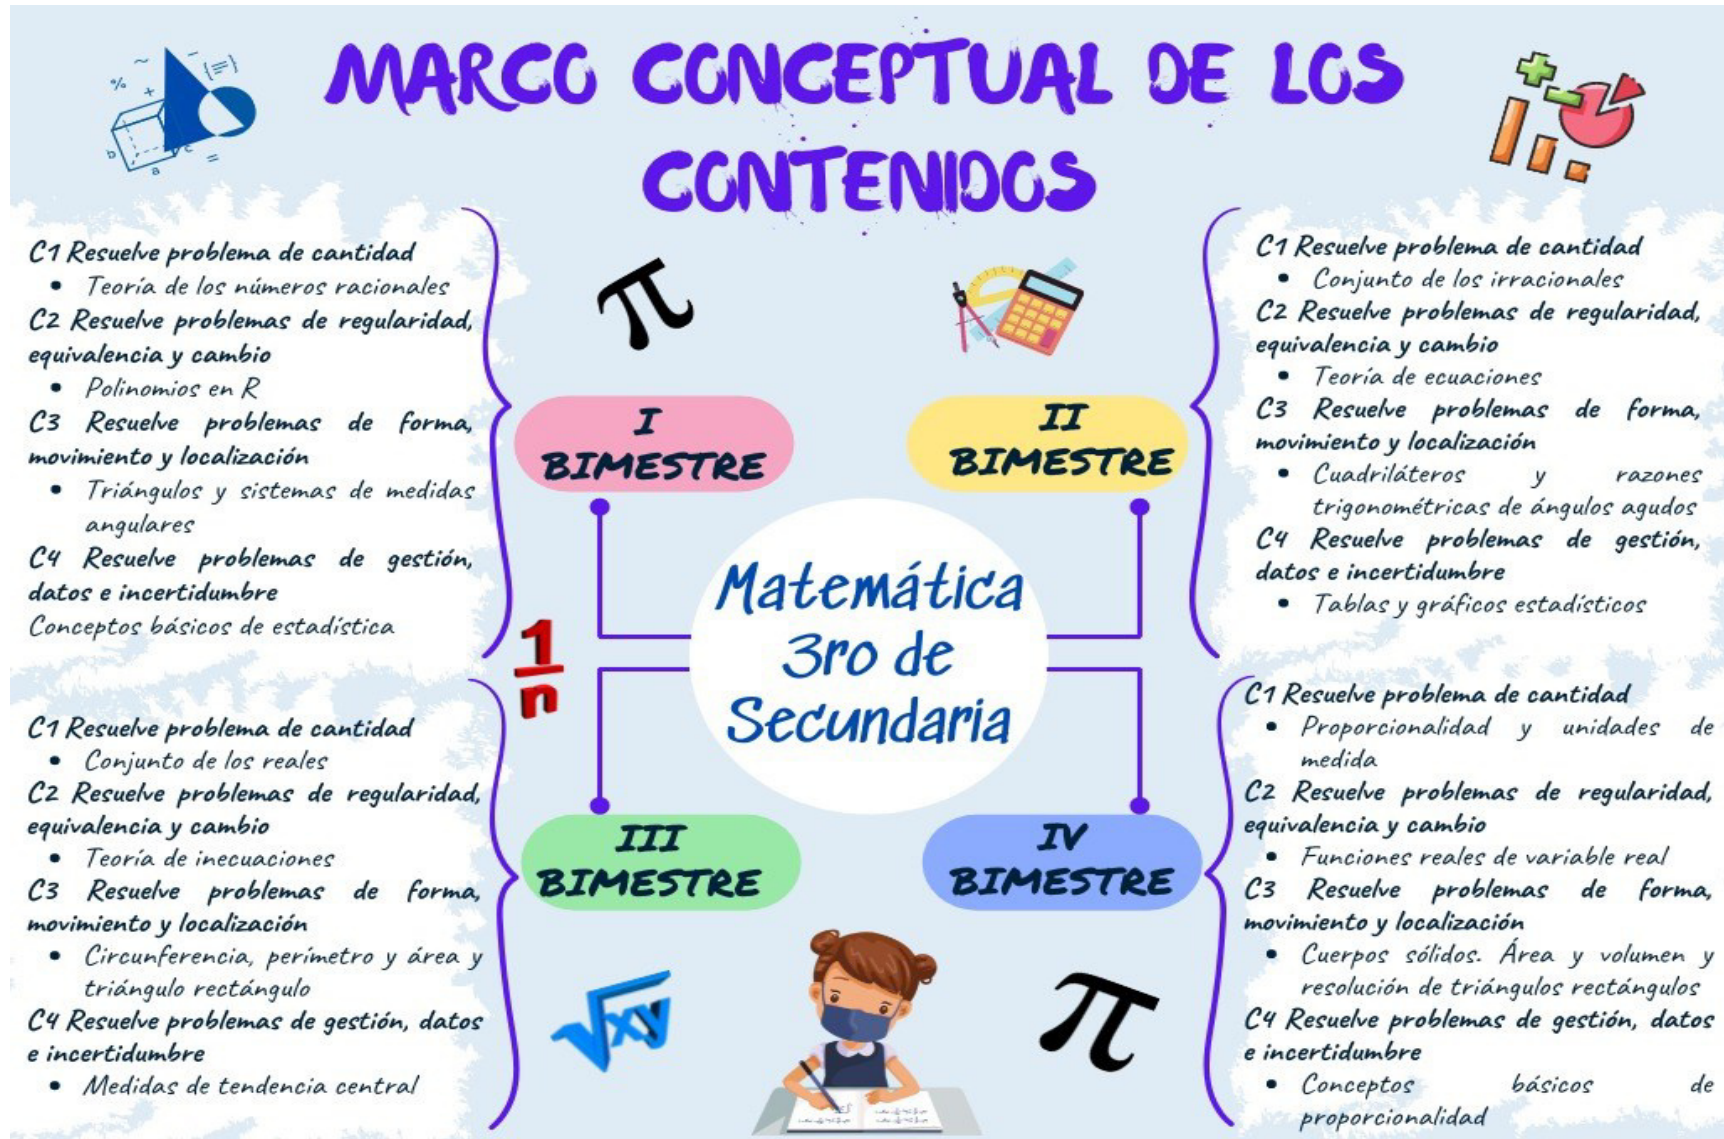 MARCO CONCEPTUAL DE LOS
CONTENIDOS
C1 Resuelve problema de cantidad
• Teoría de los números racionales
C2 Resuelve problemas de regularidad,
equivalencia y cambio
• Polinomios en R
C3 Resuelve problemas de forma,
movimiento y localización
• Triángulos y sistemas de medidas
angulares
C4 Resuelve problemas de gestión,
datos e incertidumbre
Conceptos básicos de estadística
I
BIMESTRE
II
BIMESTRE
C1 Resuelve problema de cantidad
• Conjunto de los irracionales
C2 Resuelve problemas de regularidad,
equivalencia y cambio
• Teoría de ecuaciones
C3 Resuelve problemas de forma,
movimiento y localización
• Cuadriláteros y razones
trigonométricas de ángulos agudos
C4 Resuelve problemas de gestión,
datos e incertidumbre
• Tablas y gráficos estadísticos
Matemática
3ro de
Secundaria
C1 Resuelve problema de cantidad
• Conjunto de los reales
C2 Resuelve problemas de regularidad,
equivalencia y cambio
• Teoría de inecuaciones
C3 Resuelve problemas de forma,
movimiento y localización
• Circunferencia, perímetro y área y
triángulo rectángulo
C4 Resuelve problemas de gestión, datos
e incertidumbre
• Medidas de tendencia central
III
BIMESTRE
IV
BIMESTRE
C1 Resuelve problema de cantidad
• Proporcionalidad y unidades de
medida
C2 Resuelve problemas de regularidad,
equivalencia y cambio
• Funciones reales de variable real
C3 Resuelve problemas de forma,
movimiento y localización
• Cuerpos sólidos. Área y volumen y
resolución de triángulos rectángulos
C4 Resuelve problemas de gestión, datos
e incertidumbre
• Conceptos básicos de
proporcionalidad
% ~ − {=}
+
b a c =
π
1
n
√xy
π